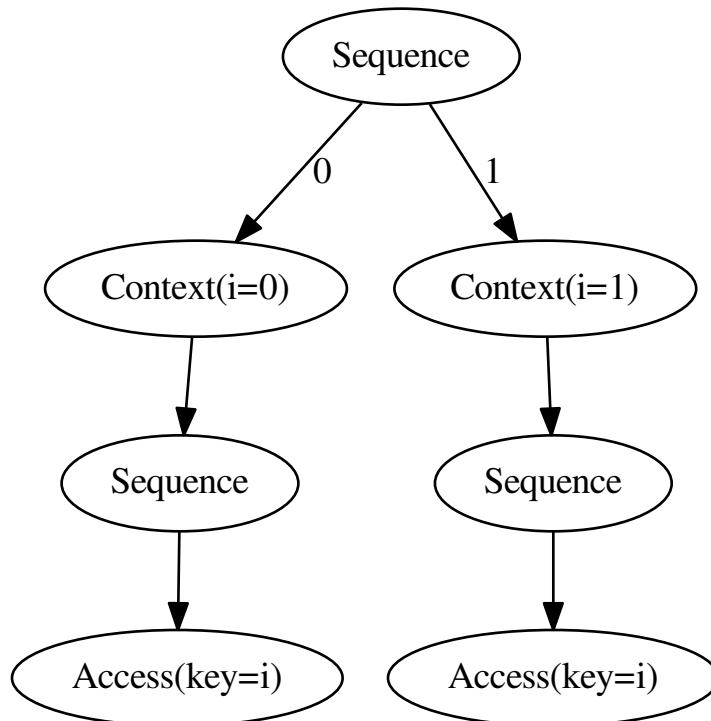 Sequence
0
1
Context(i=0)
Context(i=1)
Sequence
Sequence
Access(key=i)
Access(key=i)